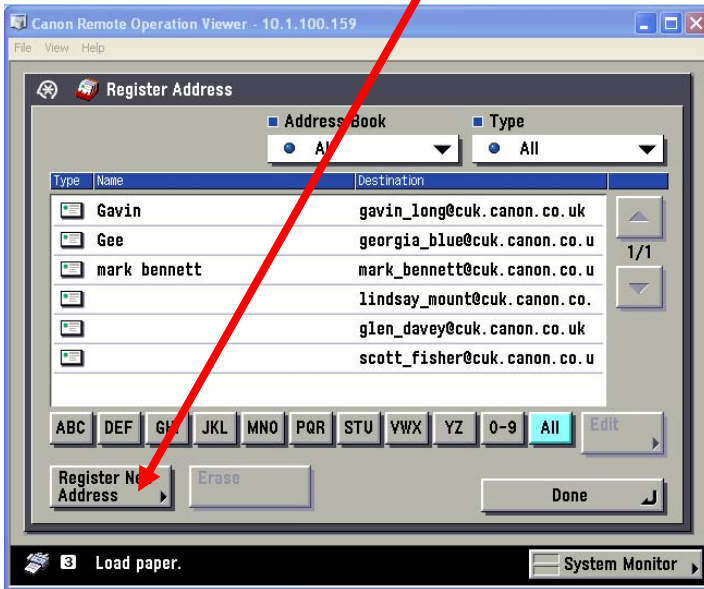 Canon Remote Operation Viewer - 10.1.100.159
File View Help
Register Address
Address Book Type
All All
Type Name Destination
Gavin gavin_long@cuk.canon.co.uk
Gee georgia_blue@cuk.canon.co.u
mark bennett mark_bennett@cuk.canon.co.u
lindsay_mount@cuk.canon.co.
glen_davey@cuk.canon.co.uk
scott_fisher@cuk.canon.co.u
1/1
ABC DEF GHI JKL MNO PQR STU VWX YZ 0-9 All Edit
Register New
Address
Erase
Done
3 Load paper.
System Monitor